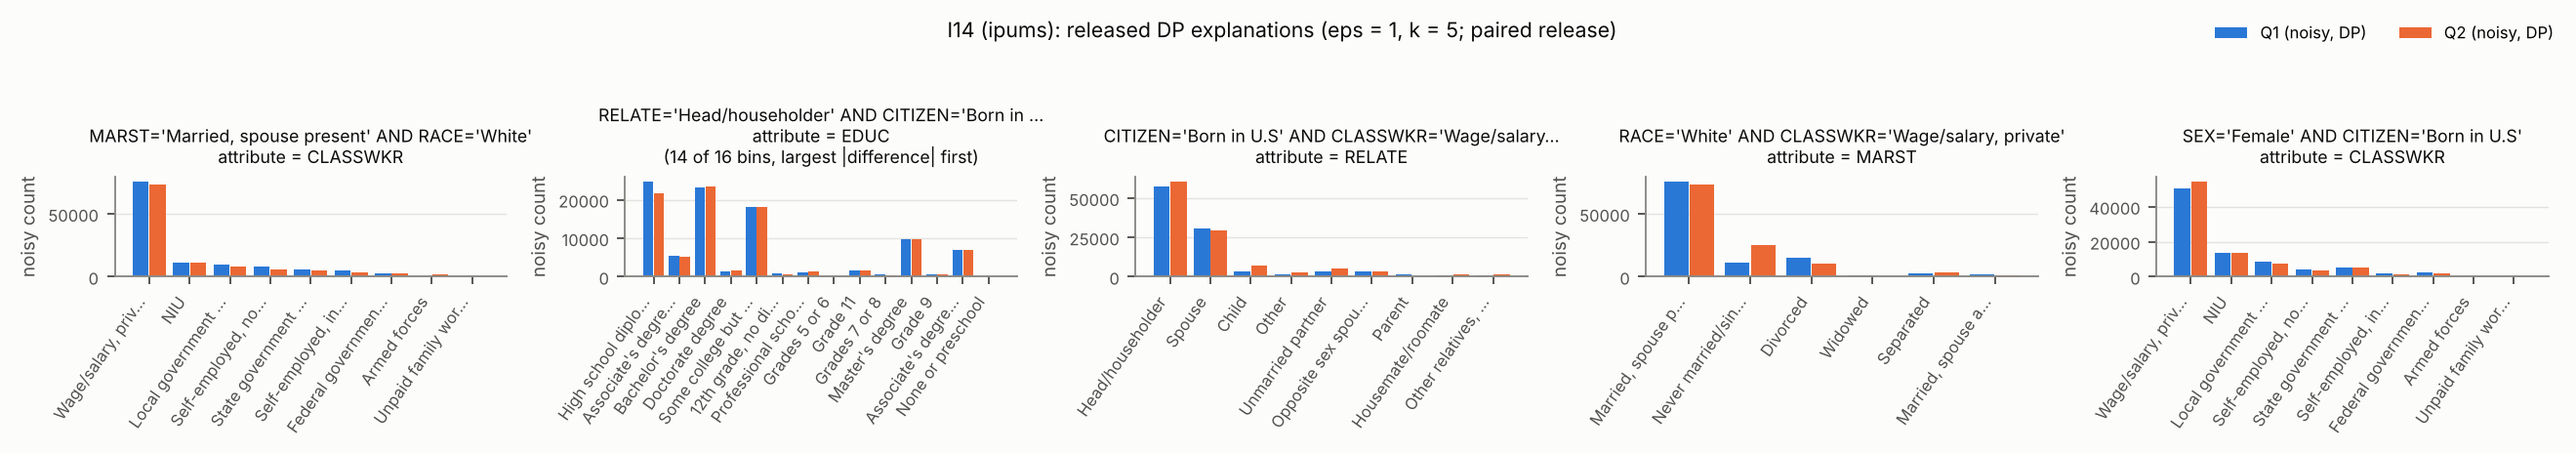 I14 (ipums): released DP explanations (eps = 1, k = 5; paired release)
Q1 (noisy, DP)
Q2 (noisy, DP)
MARST='Married, spouse present' AND RACE='White'
attribute = CLASSWKR
noisy count
50000
0
Wage/salary, priv...
NIU
Local government ...
Self-employed, no...
State government ...
Self-employed, in...
Federal governmen...
Armed forces
Unpaid family wor...
RELATE='Head/householder' AND CITIZEN='Born in ...
attribute = EDUC
(14 of 16 bins, largest |difference| first)
noisy count
20000
10000
0
High school diplo...
Associate's degre...
Bachelor's degree
Doctorate degree
Some college but ...
12th grade, no di...
Professional scho...
Grades 5 or 6
Grade 11
Grades 7 or 8
Master's degree
Grade 9
Associate's degre...
None or preschool
CITIZEN='Born in U.S' AND CLASSWKR='Wage/salary...
attribute = RELATE
noisy count
50000
25000
0
Head/householder
Spouse
Child
Other
Unmarried partner
Opposite sex spou...
Parent
Housemate/roomate
Other relatives, ...
RACE='White' AND CLASSWKR='Wage/salary, private'
attribute = MARST
noisy count
50000
0
Married, spouse p...
Never married/sin...
Divorced
Widowed
Separated
Married, spouse a...
SEX='Female' AND CITIZEN='Born in U.S'
attribute = CLASSWKR
noisy count
40000
20000
0
Wage/salary, priv...
NIU
Local government ...
Self-employed, no...
State government ...
Self-employed, in...
Federal governmen...
Armed forces
Unpaid family wor...